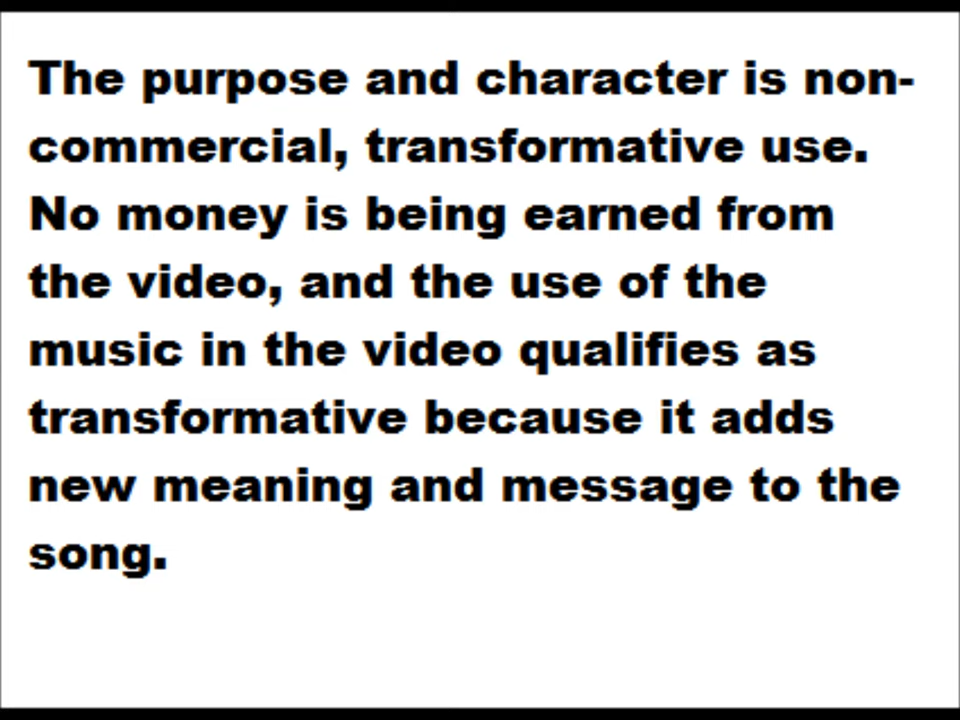 The purpose and character is non-
commercial, transformative use.
No money is being earned from
the video, and the use of the
music in the video qualifies as
transformative because it adds
new meaning and message to the
song.